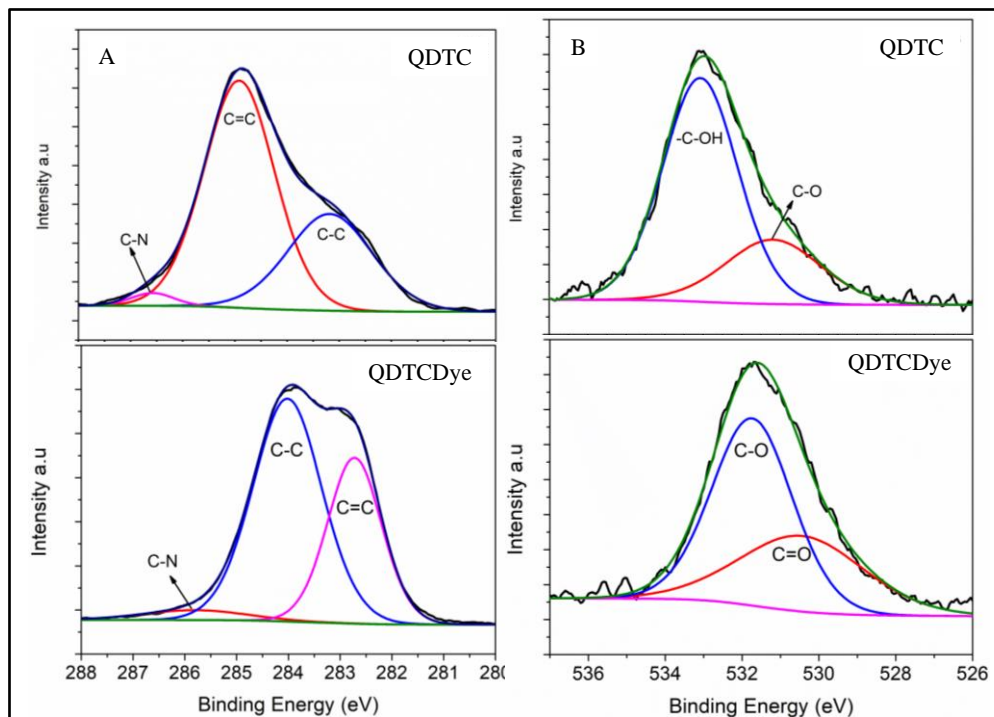 A
QDTC
C=C
C-N
C-C
Intensity a.u
QDTCDye
C-C
C=C
C-N
Intensity a.u
288 287 286 285 284 283 282 281 280
Binding Energy (eV)
B
QDTC
-C-OH
C-O
Intensity a.u
QDTCDye
C-O
C=O
Intensity a.u
536 534 532 530 528 526
Binding Energy (eV)